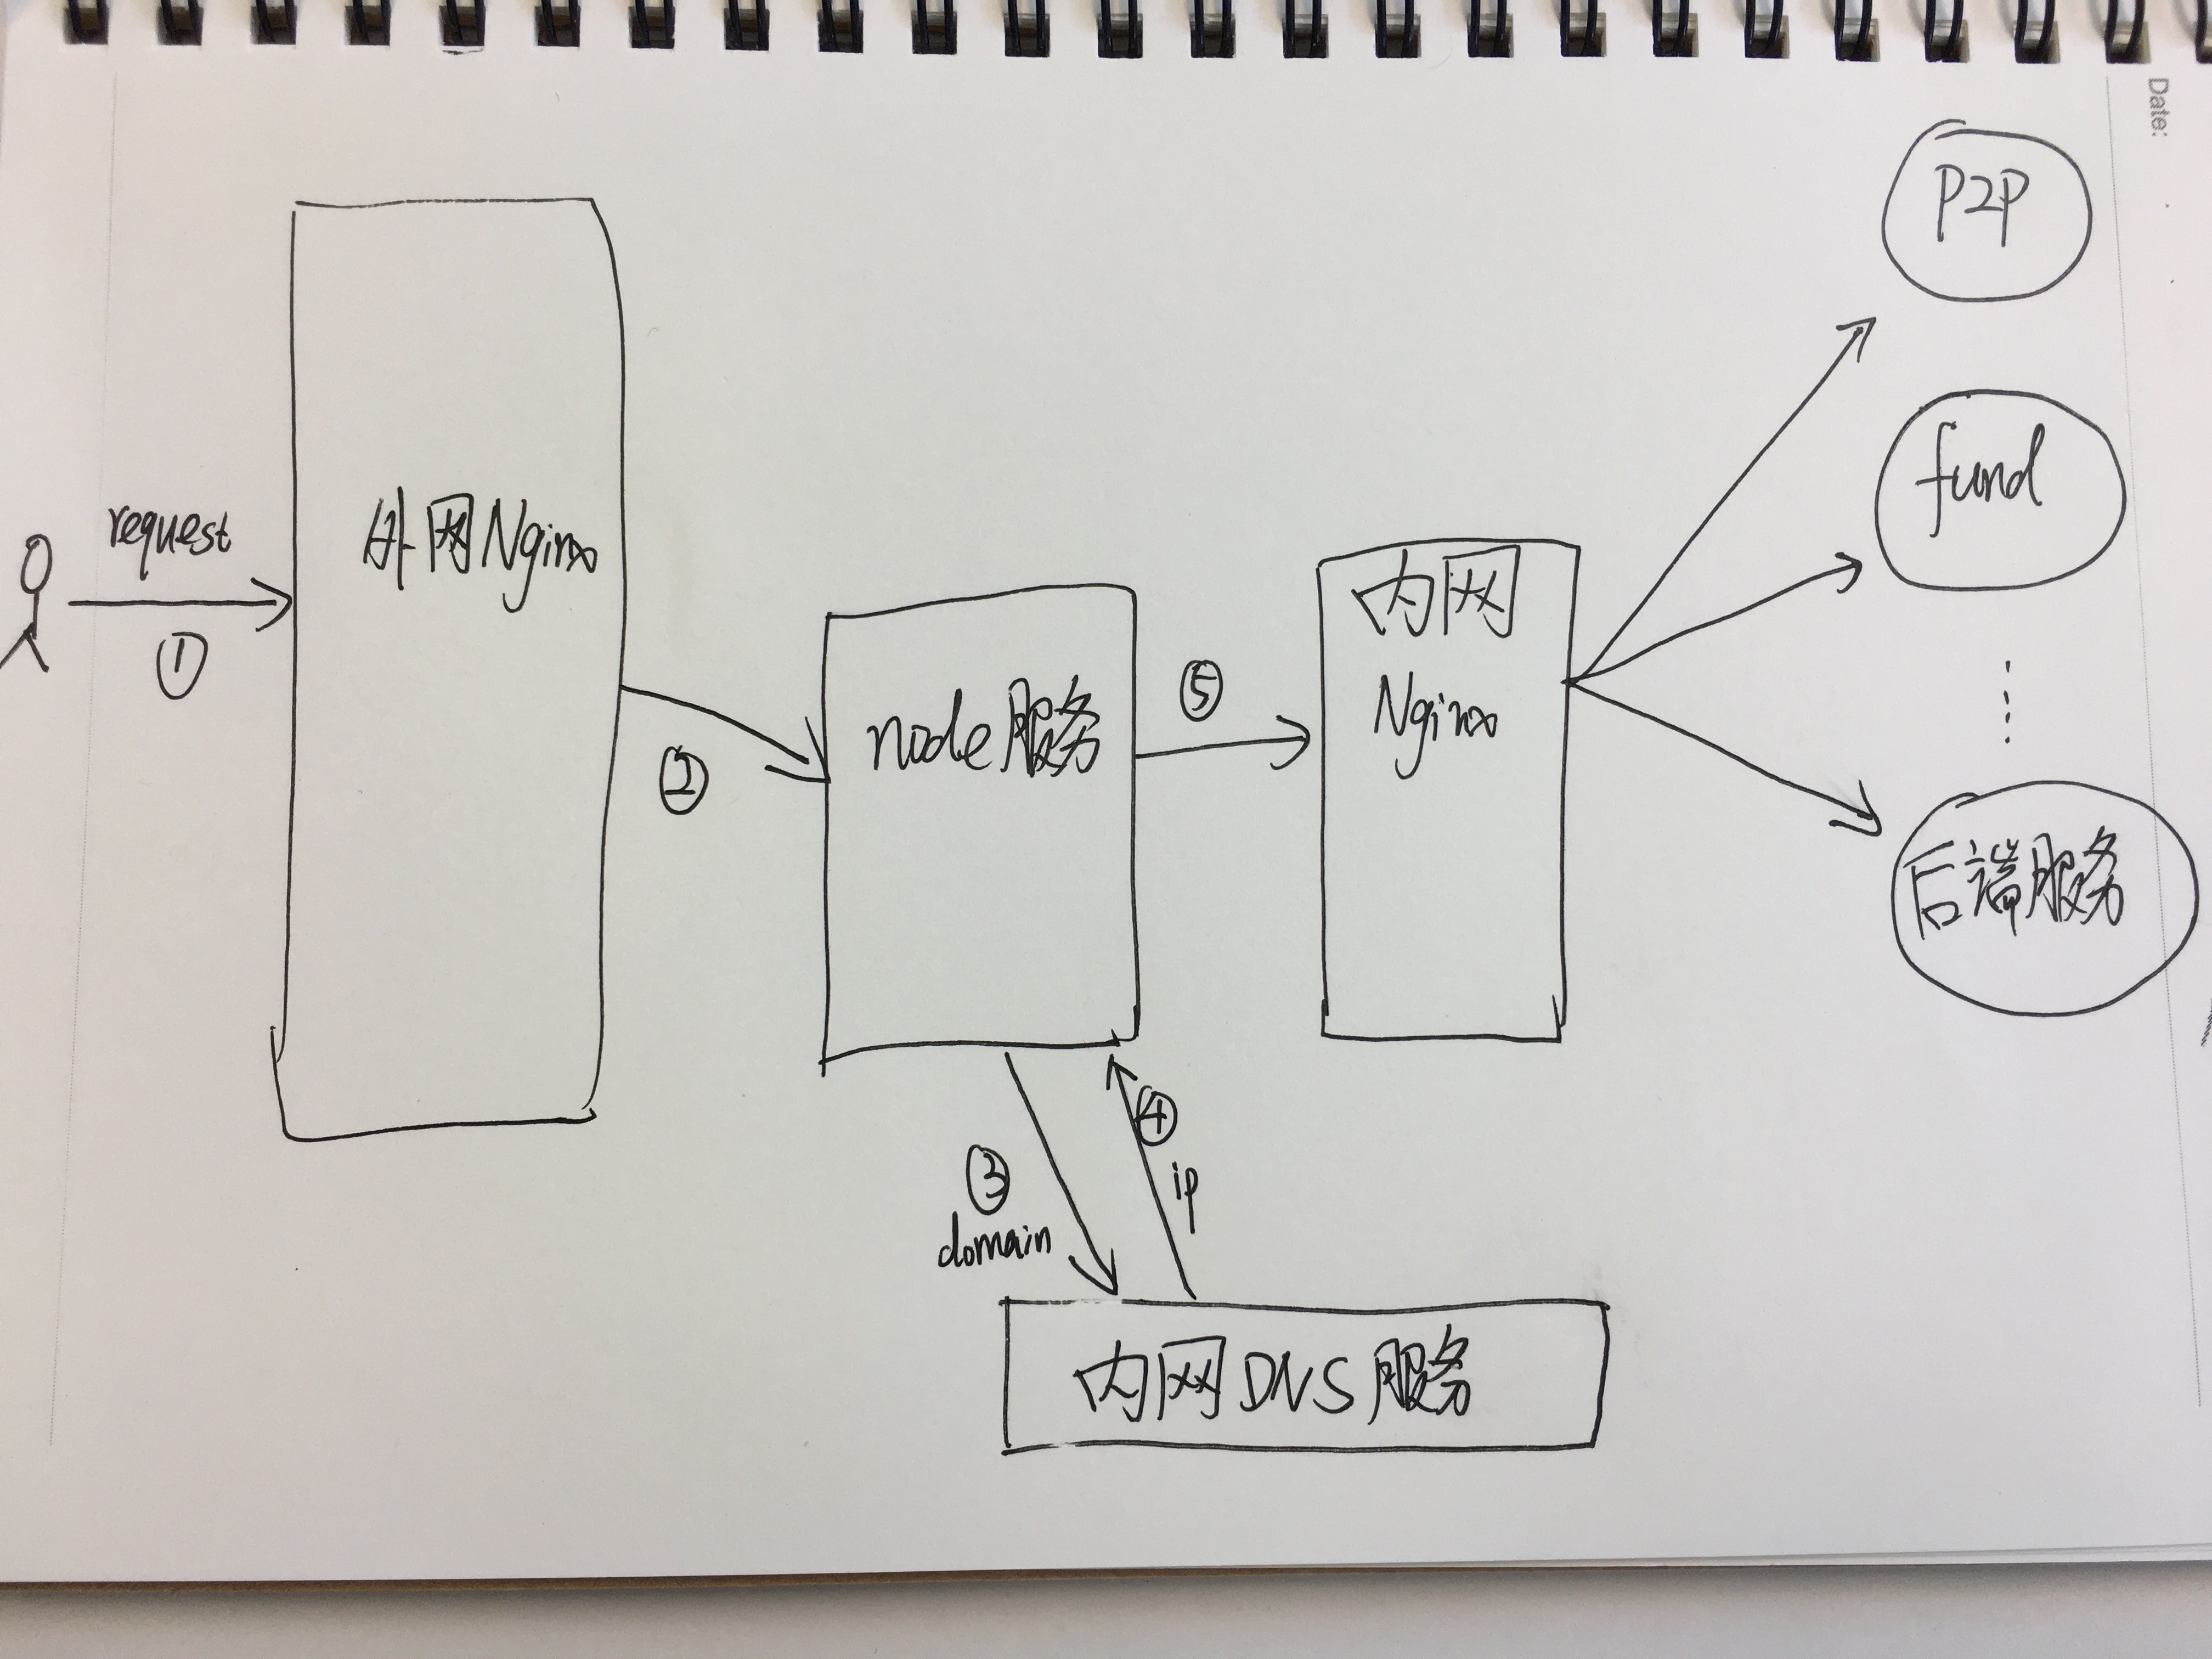 Date:
request
①
外网Nginx
②
node服务
③
domain
④
ip
内网DNS服务
⑤
内网
Nginx
P2P
fund
后端服务